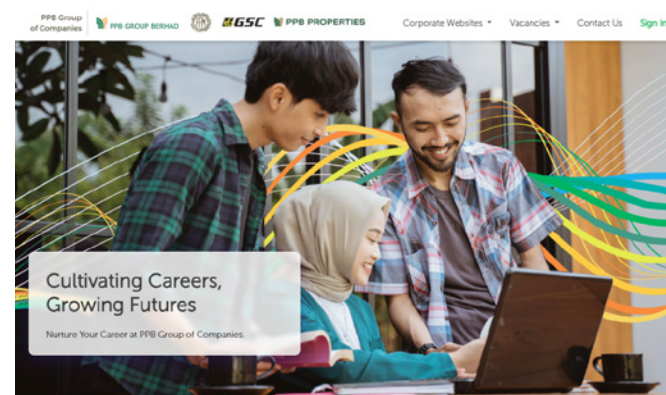 PPB Group
of Companies
PPB GROUP BERHAD
GSC
PPB PROPERTIES
Corporate Websites
Vacancies
Contact Us
Sign In
Cultivating Careers,
Growing Futures
Nurture Your Career at PPB Group of Companies.